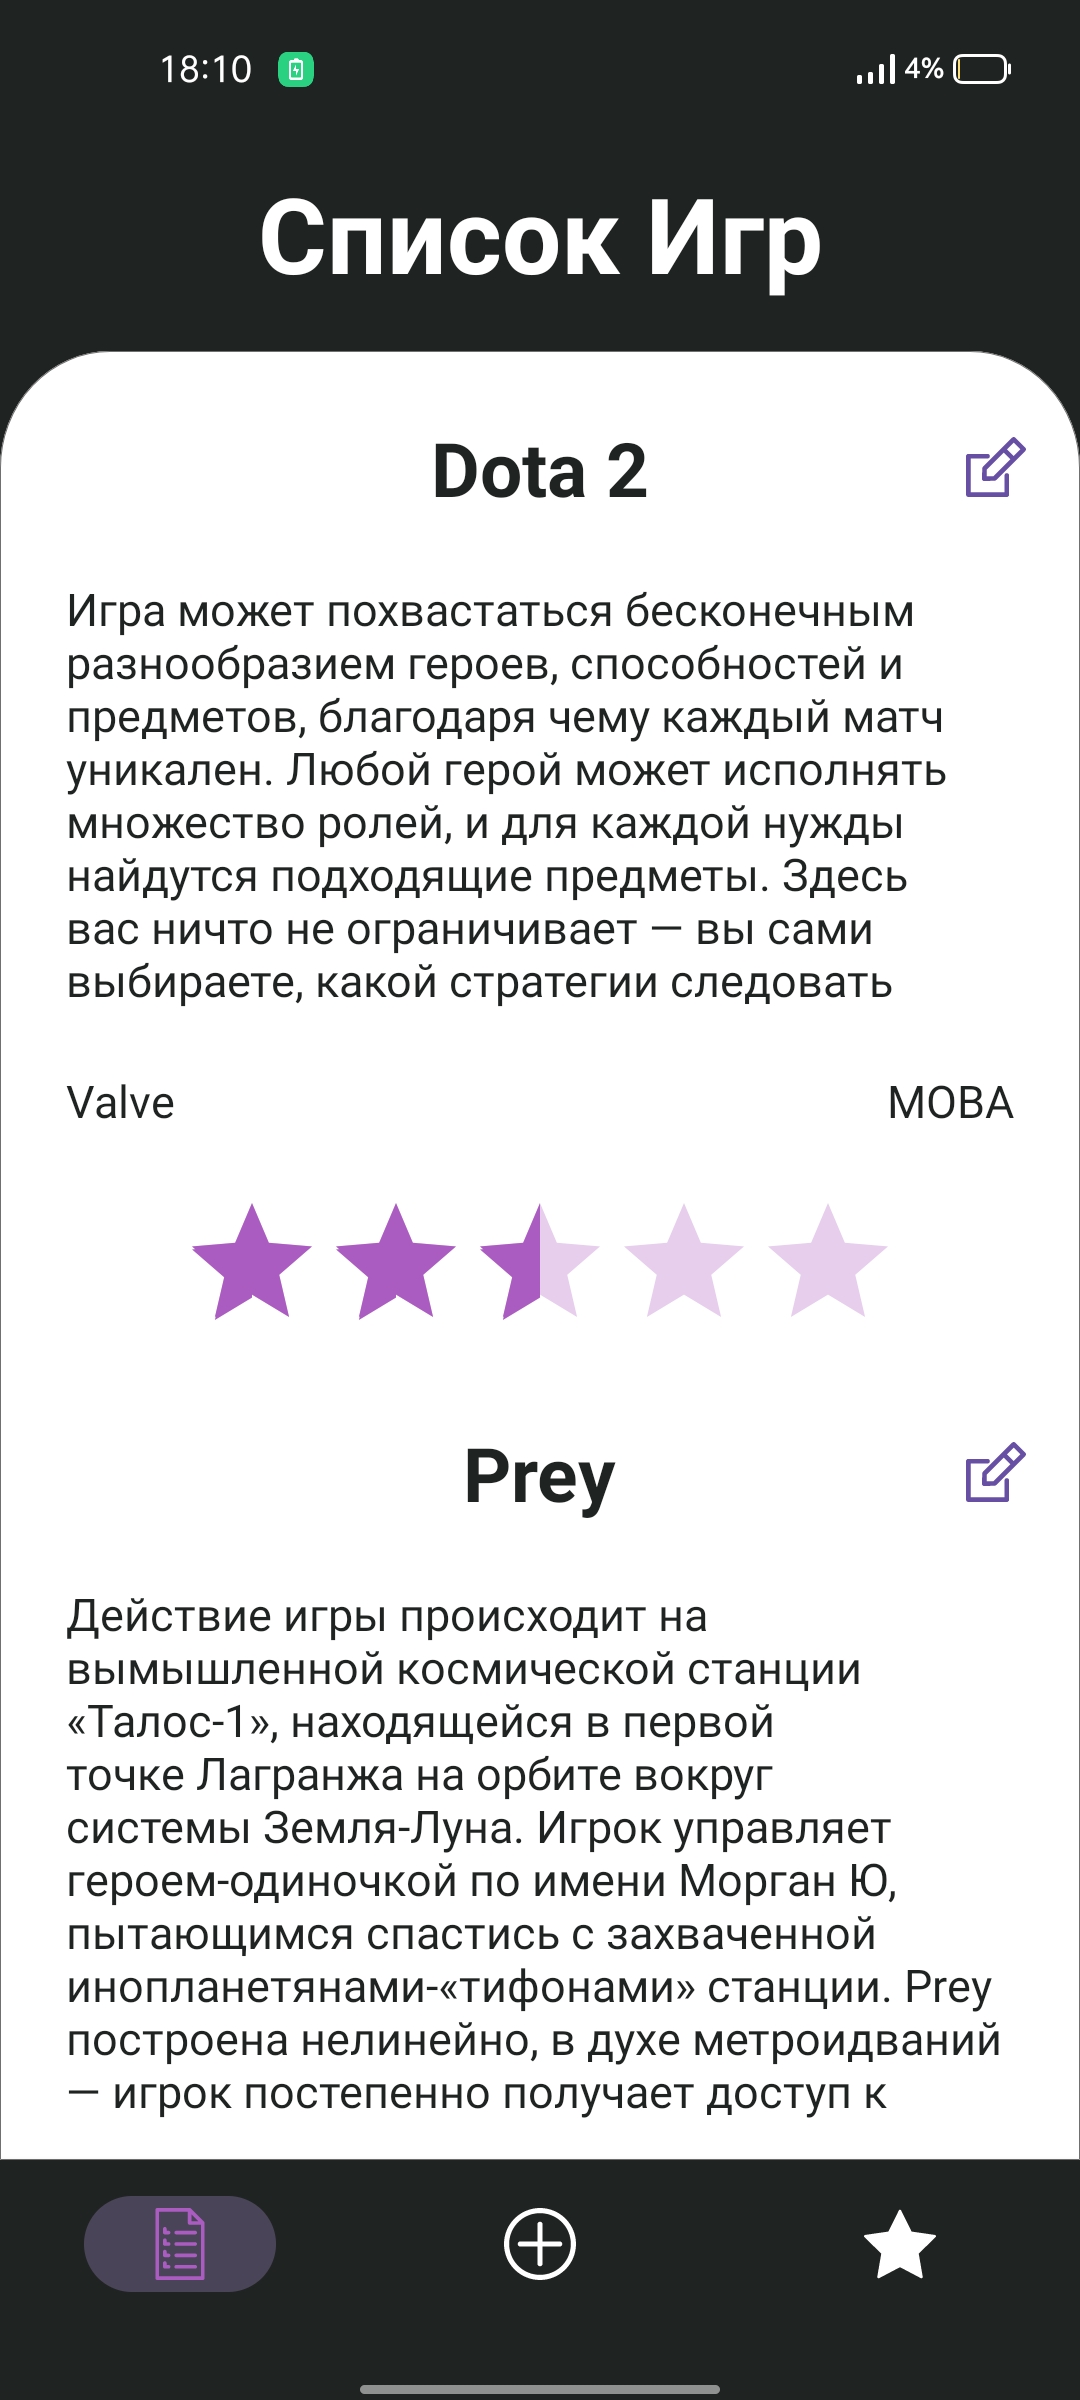 18:10
4%
Список Игр
Dota 2
Игра может похвастаться бесконечным
разнообразием героев, способностей и
предметов, благодаря чему каждый матч
уникален. Любой герой может исполнять
множество ролей, и для каждой нужды
найдутся подходящие предметы. Здесь
вас ничто не ограничивает — вы сами
выбираете, какой стратегии следовать
Valve
MOBA
Prey
Действие игры происходит на
вымышленной космической станции
«Талос-1», находящейся в первой
точке Лагранжа на орбите вокруг
системы Земля-Луна. Игрок управляет
героем-одиночкой по имени Морган Ю,
пытающимся спастись с захваченной
инопланетянами-«тифонами» станции. Prey
построена нелинейно, в духе метроидваний
— игрок постепенно получает доступ к